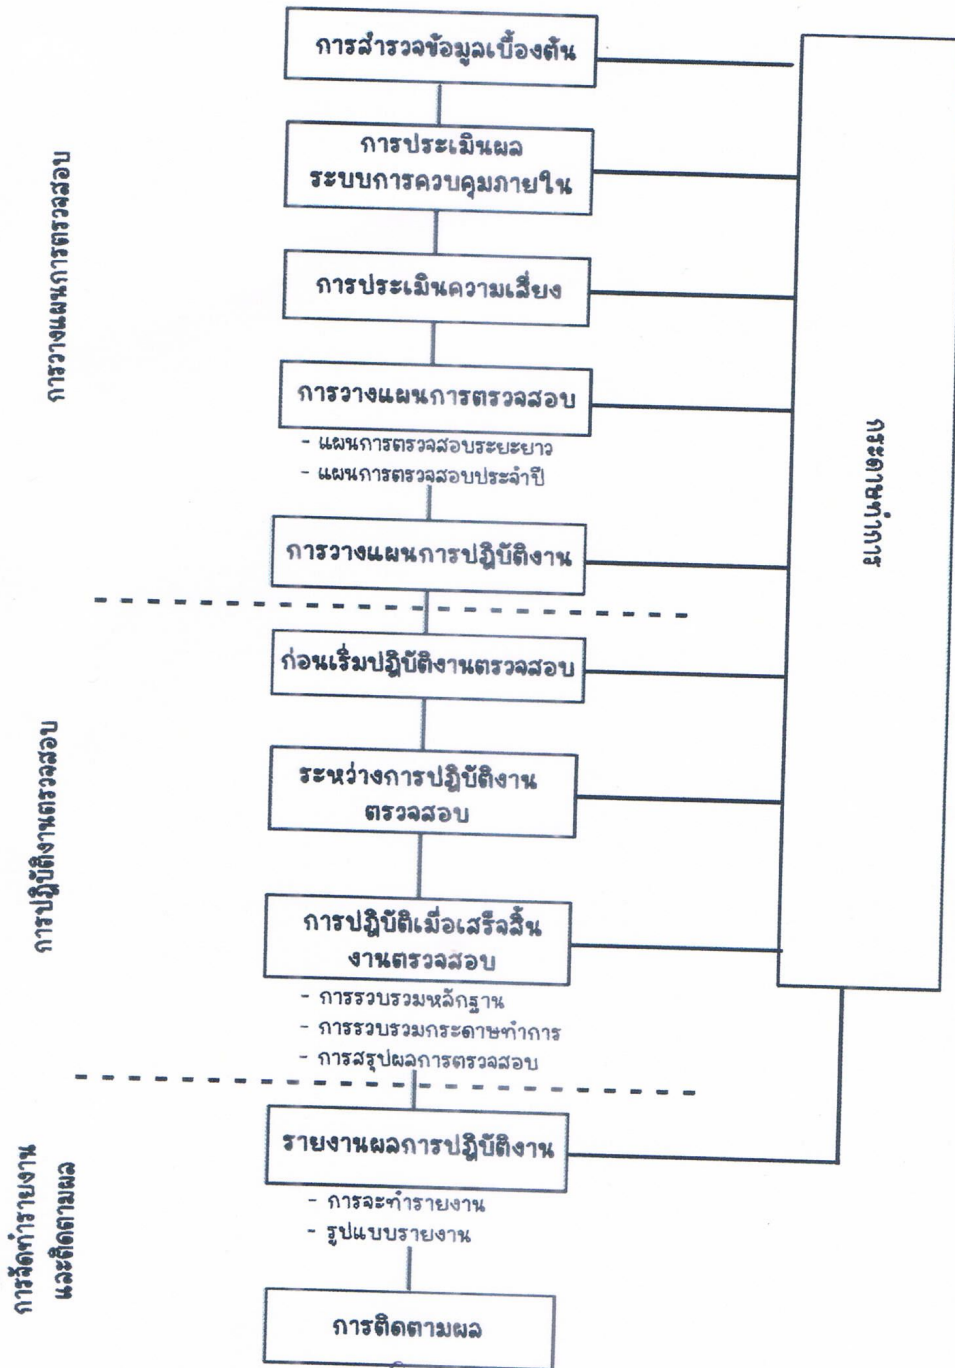 การวางแผนการตรวจสอบ
การสำรวจข้อมูลเบื้องต้น
การประเมินผล
ระบบการควบคุมภายใน
การประเมินความเสี่ยง
การวางแผนการตรวจสอบ
- แผนการตรวจสอบระยะยาว
- แผนการตรวจสอบประจำปี
การวางแผนการปฏิบัติงาน
กระดาษทำการ
การปฏิบัติงานตรวจสอบ
ก่อนเริ่มปฏิบัติงานตรวจสอบ
ระหว่างการปฏิบัติงาน
ตรวจสอบ
การปฏิบัติเมื่อเสร็จสิ้น
งานตรวจสอบ
- การรวบรวมหลักฐาน
- การรวบรวมกระดาษทำการ
- การสรุปผลการตรวจสอบ
การจัดทำรายงาน
และติดตามผล
รายงานผลการปฏิบัติงาน
- การจะทำรายงาน
- รูปแบบรายงาน
การติดตามผล